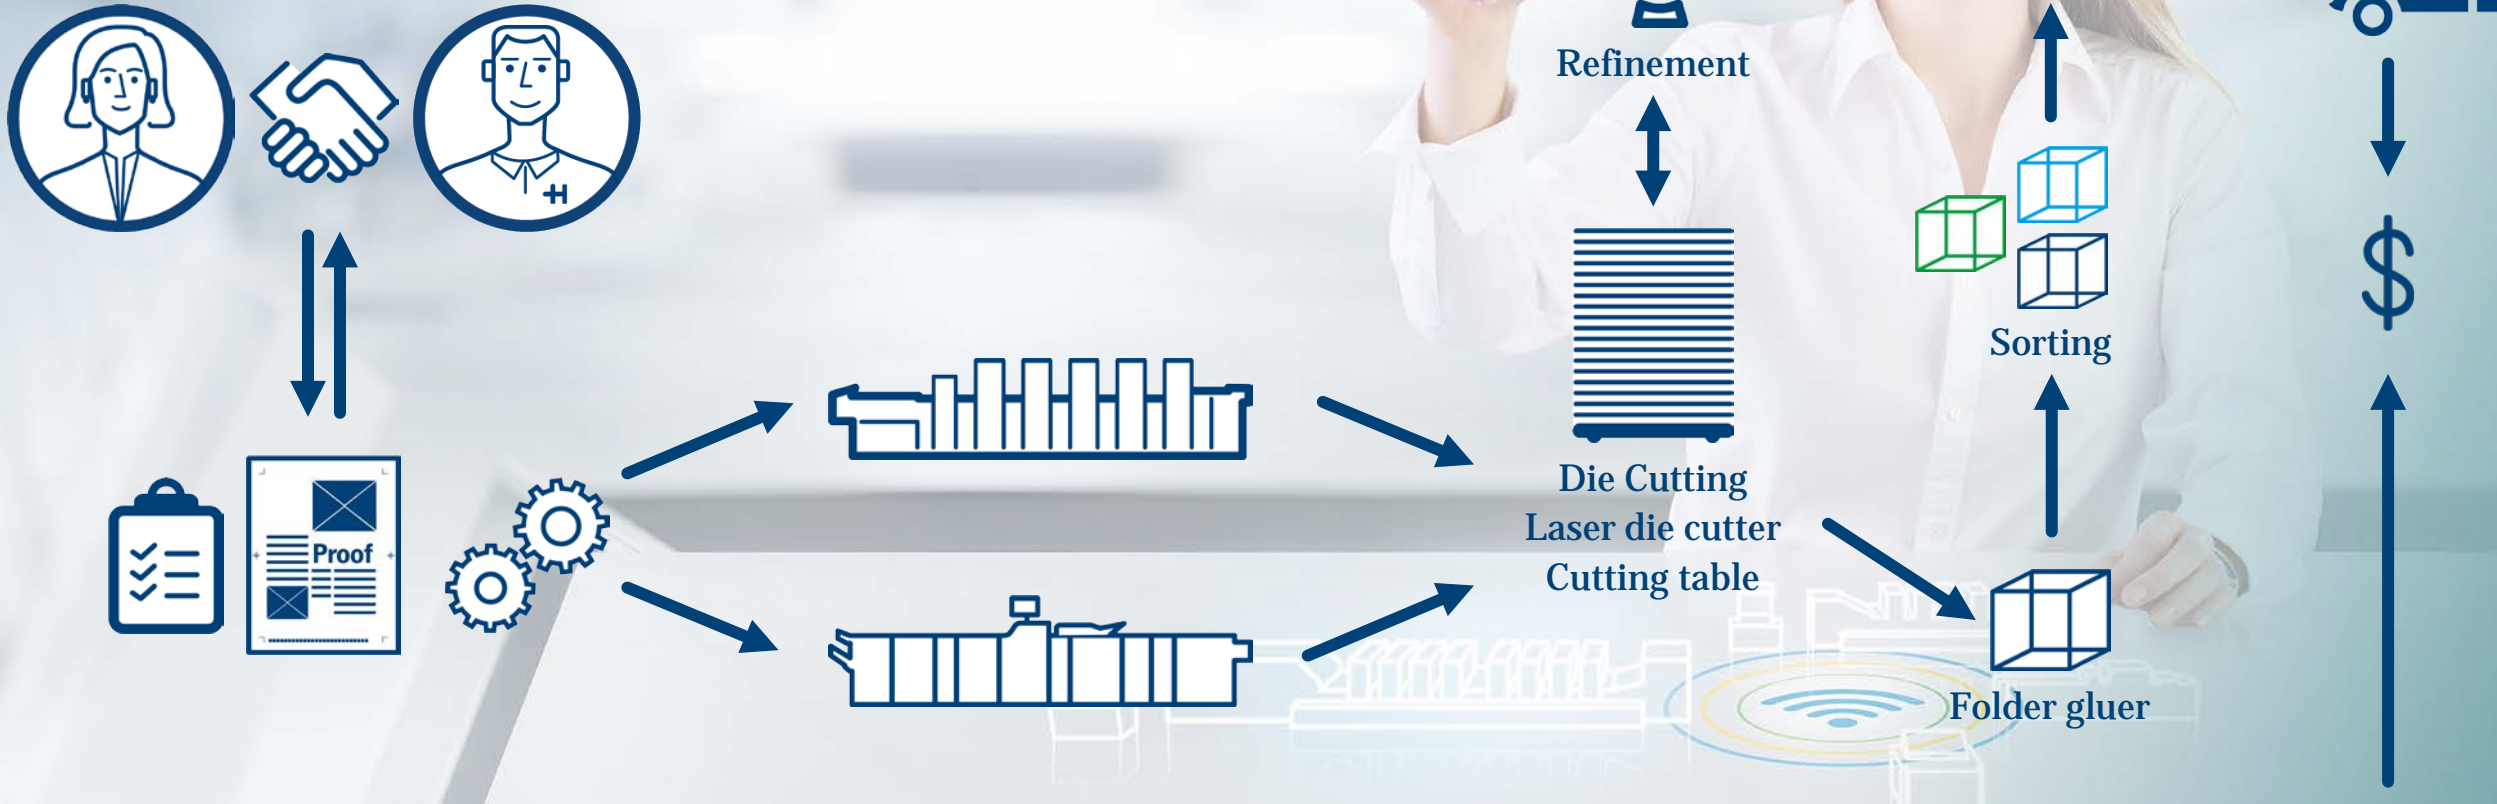 Refinement
Sorting
Proof
Die Cutting
Laser die cutter
Cutting table
Folder gluer